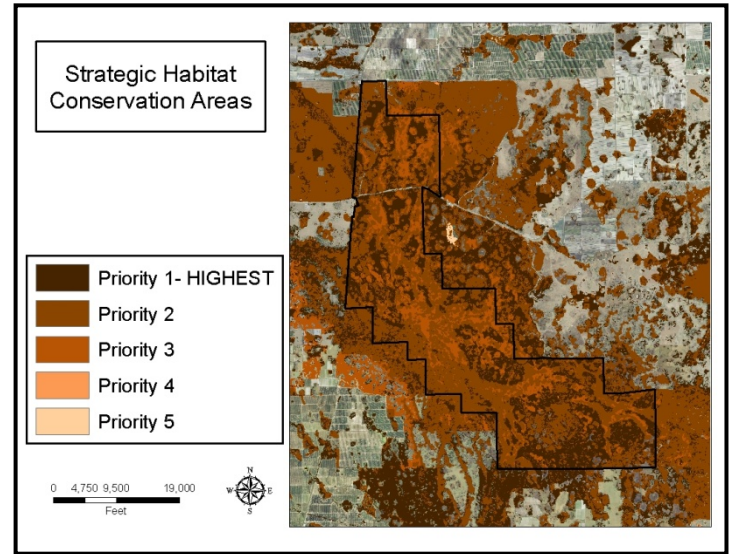 Strategic Habitat
Conservation Areas
Priority 1- HIGHEST
Priority 2
Priority 3
Priority 4
Priority 5
0 4,750 9,500 19,000
Feet
N
W E
S